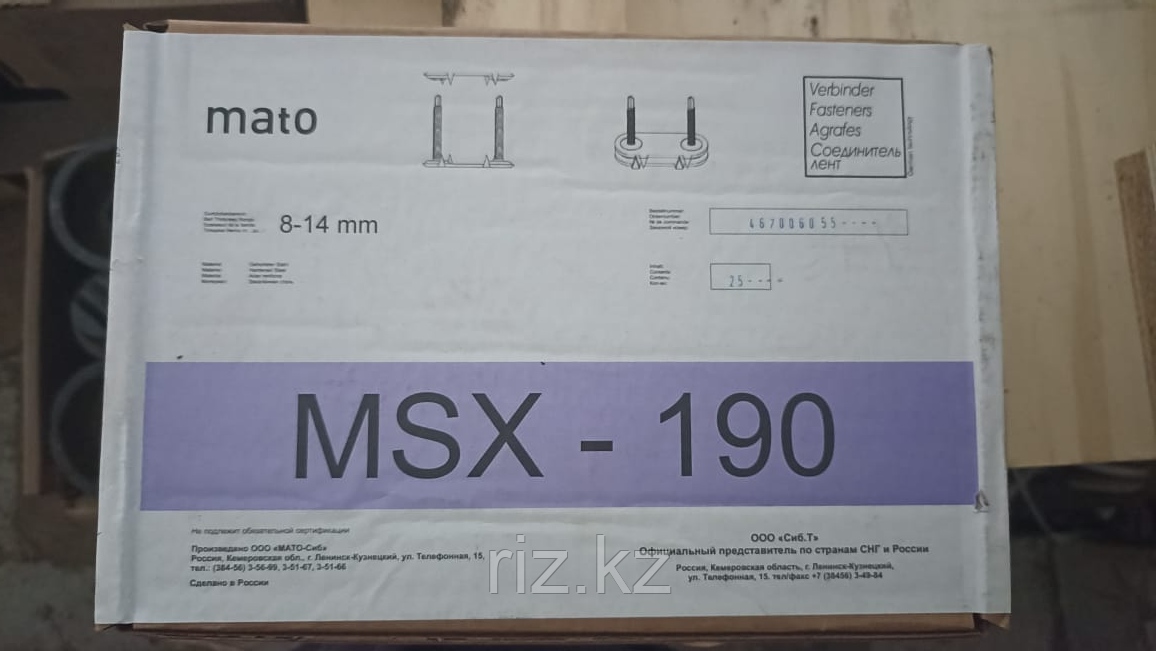 mato
Verbinder
Fasteners
Agrafes
Соединитель
лент
German technology
8-14 mm
467006055----
25----
MSX - 190
Не подлежит обязательной сертификации
Произведено ООО «МАТО-Сиб»
Россия, Кемеровская обл., г. Ленинск-Кузнецкий, ул. Телефонная, 15,
тел.: (384-56) 3-56-99, 3-51-67, 3-51-66
Сделано в России
ООО «Сиб.Т»
Официальный представитель по странам СНГ и России
Россия, Кемеровская область, г. Ленинск-Кузнецкий,
ул. Телефонная, 15. тел/факс +7 (38456) 3-49-84
riz.kz